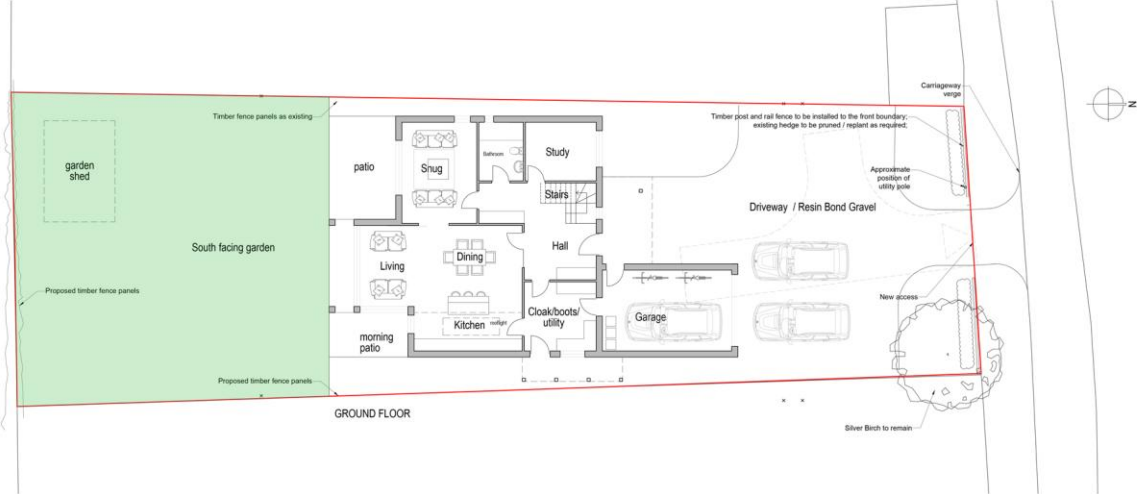 Carriageway
verge
N
Timber fence panels as existing
Timber post and rail fence to be installed to the front boundary;
existing hedge to be pruned / replant as required;
garden
shed
patio
Snug
Bathroom
Study
Approximate
position of
utility pole
Stairs
Driveway / Resin Bond Gravel
South facing garden
Hall
Dining
Living
Proposed timber fence panels
New access
Cloak/boots/
utility
Garage
Kitchen
rooflight
morning
patio
Proposed timber fence panels
GROUND FLOOR
Silver Birch to remain